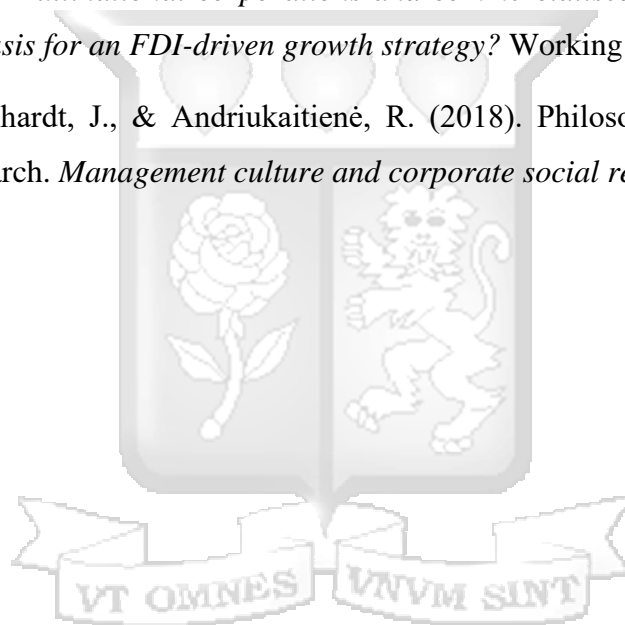 sis for an FDI-driven growth strategy? Working
hardt, J., & Andriukaitienė, R. (2018). Philoso
arch. Management culture and corporate social re
VT OMNES VNVM SINT